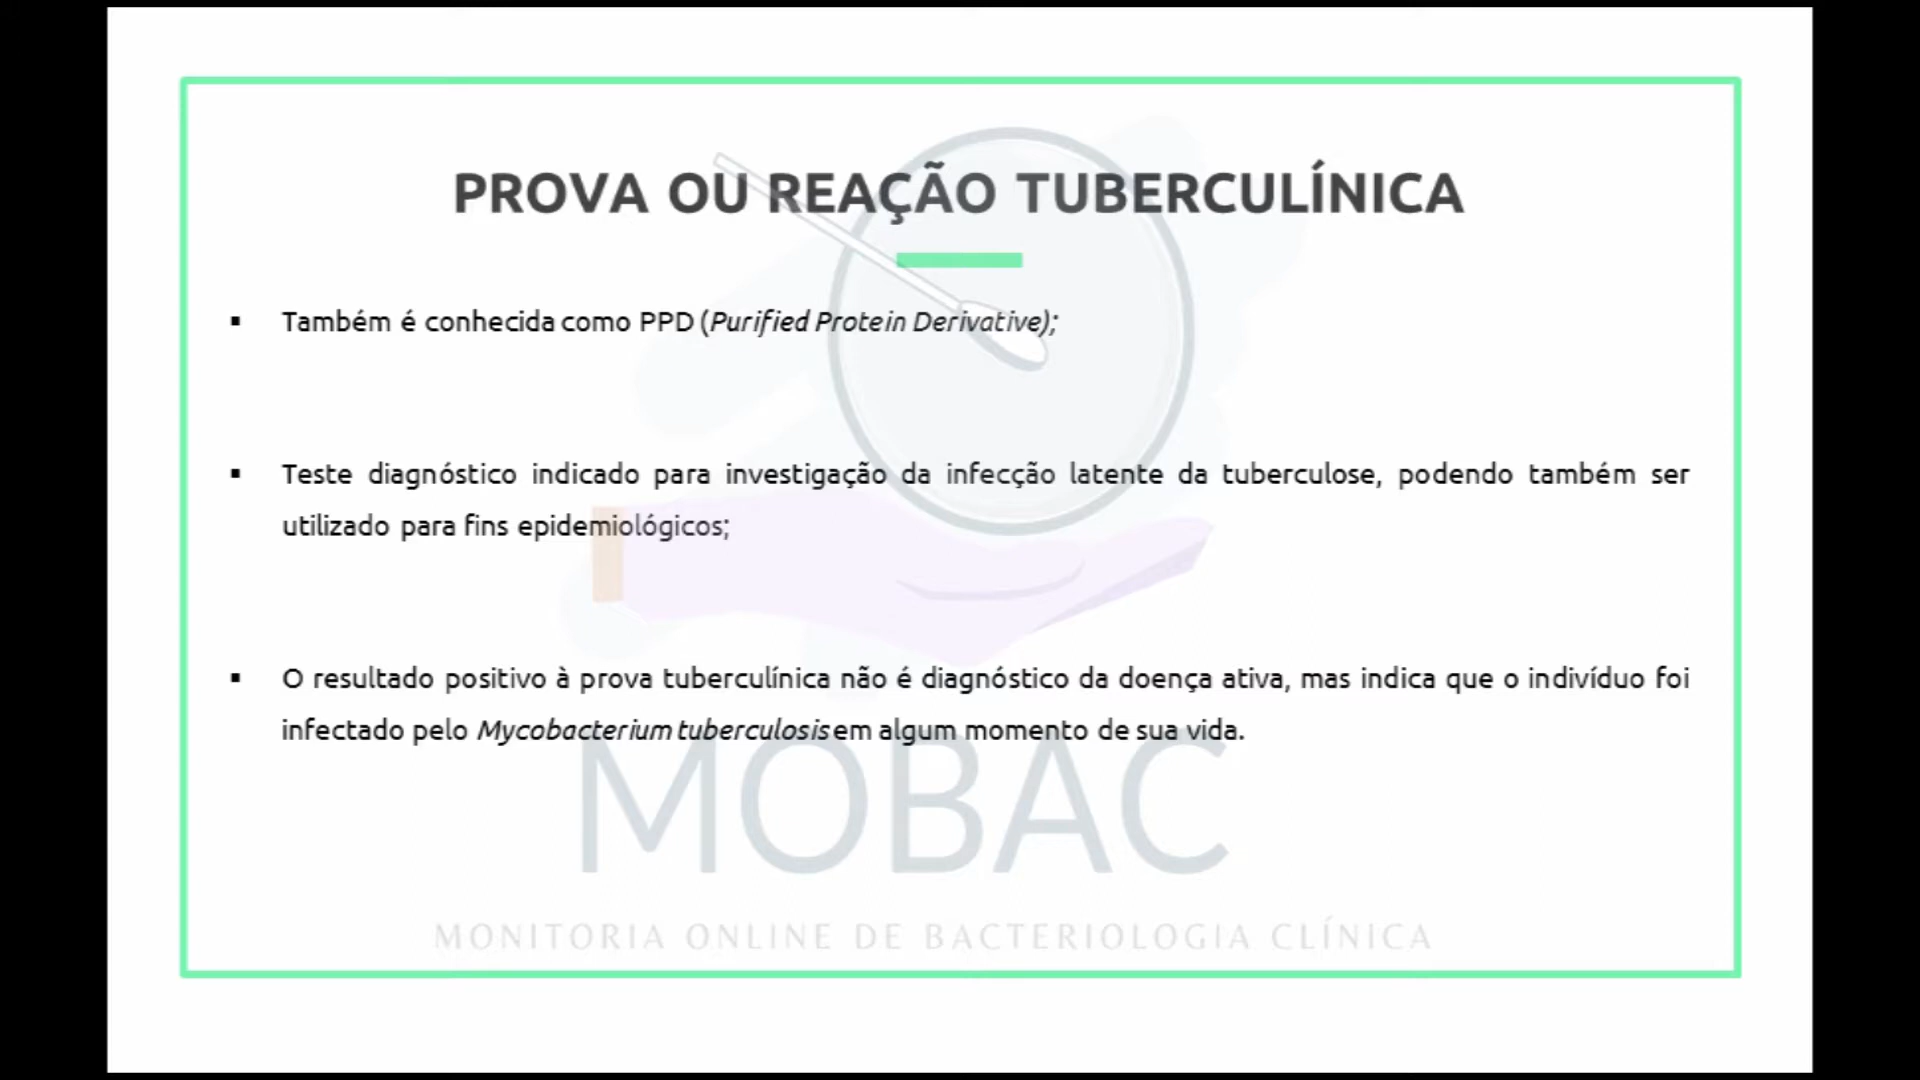 PROVA OU REAÇÃO TUBERCULÍNICA
▪ Também é conhecida como PPD (Purified Protein Derivative);
▪ Teste diagnóstico indicado para investigação da infecção latente da tuberculose, podendo também ser
utilizado para fins epidemiológicos;
▪ O resultado positivo à prova tuberculínica não é diagnóstico da doença ativa, mas indica que o indivíduo foi
infectado pelo Mycobacterium tuberculosis em algum momento de sua vida.
MOBAC
MONITORIA ONLINE DE BACTERIOLOGIA CLÍNICA